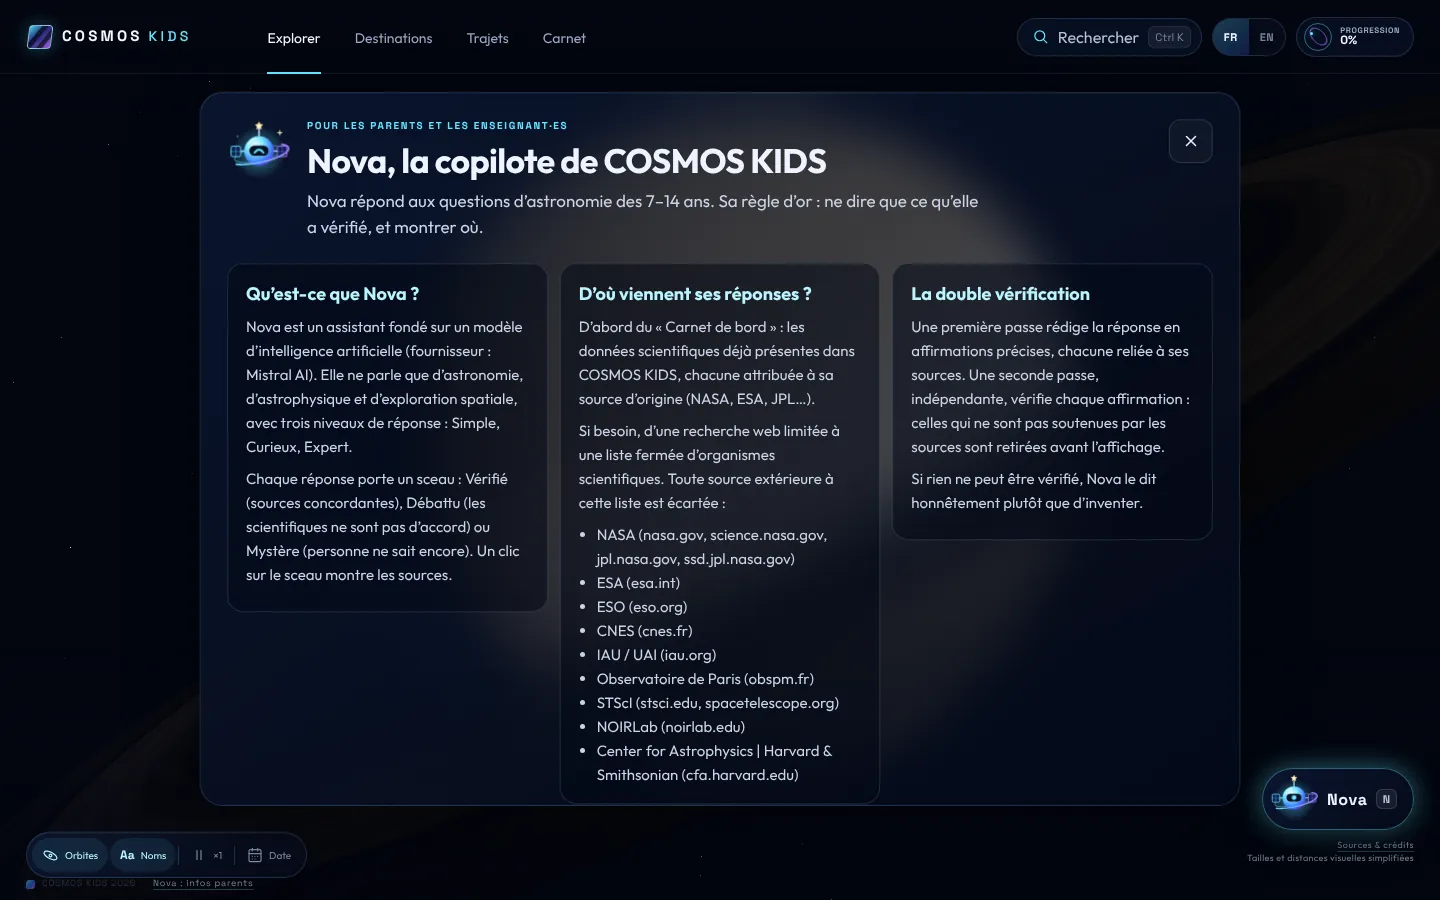 COSMOS KIDS
Explorer
Destinations
Trajets
Carnet
Rechercher
Ctrl K
FR
EN
PROGRESSION
0%
POUR LES PARENTS ET LES ENSEIGNANT·ES
Nova, la copilote de COSMOS KIDS
Nova répond aux questions d’astronomie des 7–14 ans. Sa règle d’or : ne dire que ce qu’elle
a vérifié, et montrer où.
Qu’est-ce que Nova ?
Nova est un assistant fondé sur un modèle
d’intelligence artificielle (fournisseur :
Mistral AI). Elle ne parle que d’astronomie,
d’astrophysique et d’exploration spatiale,
avec trois niveaux de réponse : Simple,
Curieux, Expert.
Chaque réponse porte un sceau : Vérifié
(sources concordantes), Débattu (les
scientifiques ne sont pas d’accord) ou
Mystère (personne ne sait encore). Un clic
sur le sceau montre les sources.
D’où viennent ses réponses ?
D’abord du « Carnet de bord » : les
données scientifiques déjà présentes dans
COSMOS KIDS, chacune attribuée à sa
source d’origine (NASA, ESA, JPL…).
Si besoin, d’une recherche web limitée à
une liste fermée d’organismes
scientifiques. Toute source extérieure à
cette liste est écartée :
• NASA (nasa.gov, science.nasa.gov,
jpl.nasa.gov, ssd.jpl.nasa.gov)
• ESA (esa.int)
• ESO (eso.org)
• CNES (cnes.fr)
• IAU / UAI (iau.org)
• Observatoire de Paris (obspm.fr)
• STScI (stsci.edu, spacetelescope.org)
• NOIRLab (noirlab.edu)
• Center for Astrophysics | Harvard &
Smithsonian (cfa.harvard.edu)
La double vérification
Une première passe rédige la réponse en
affirmations précises, chacune reliée à ses
sources. Une seconde passe,
indépendante, vérifie chaque affirmation :
celles qui ne sont pas soutenues par les
sources sont retirées avant l’affichage.
Si rien ne peut être vérifié, Nova le dit
honnêtement plutôt que d’inventer.
Nova
N
Orbites
Aa Noms
×1
Date
Sources & crédits
Tailles et distances visuelles simplifiées
COSMOS KIDS 2026
Nova : infos parents